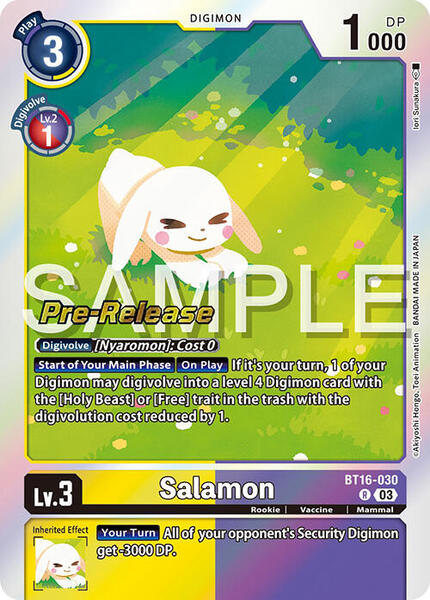 DIGIMON
Play
3
DP
1000
Digivolve
Lv.2
1
Iori Sunakura
SAMPLE
Pre-Release
Digivolve [Nyaromon]: Cost 0
Start of Your Main Phase On Play If it's your turn, 1 of your
Digimon may digivolve into a level 4 Digimon card with
the [Holy Beast] or [Free] trait in the trash with the
digivolution cost reduced by 1.
©Akiyoshi Hongo, Toei Animation BANDAI MADE IN JAPAN
BT16-030
Lv.3
Salamon
R 03
Rookie | Vaccine | Mammal
Inherited Effect
Your Turn All of your opponent's Security Digimon
get -3000 DP.